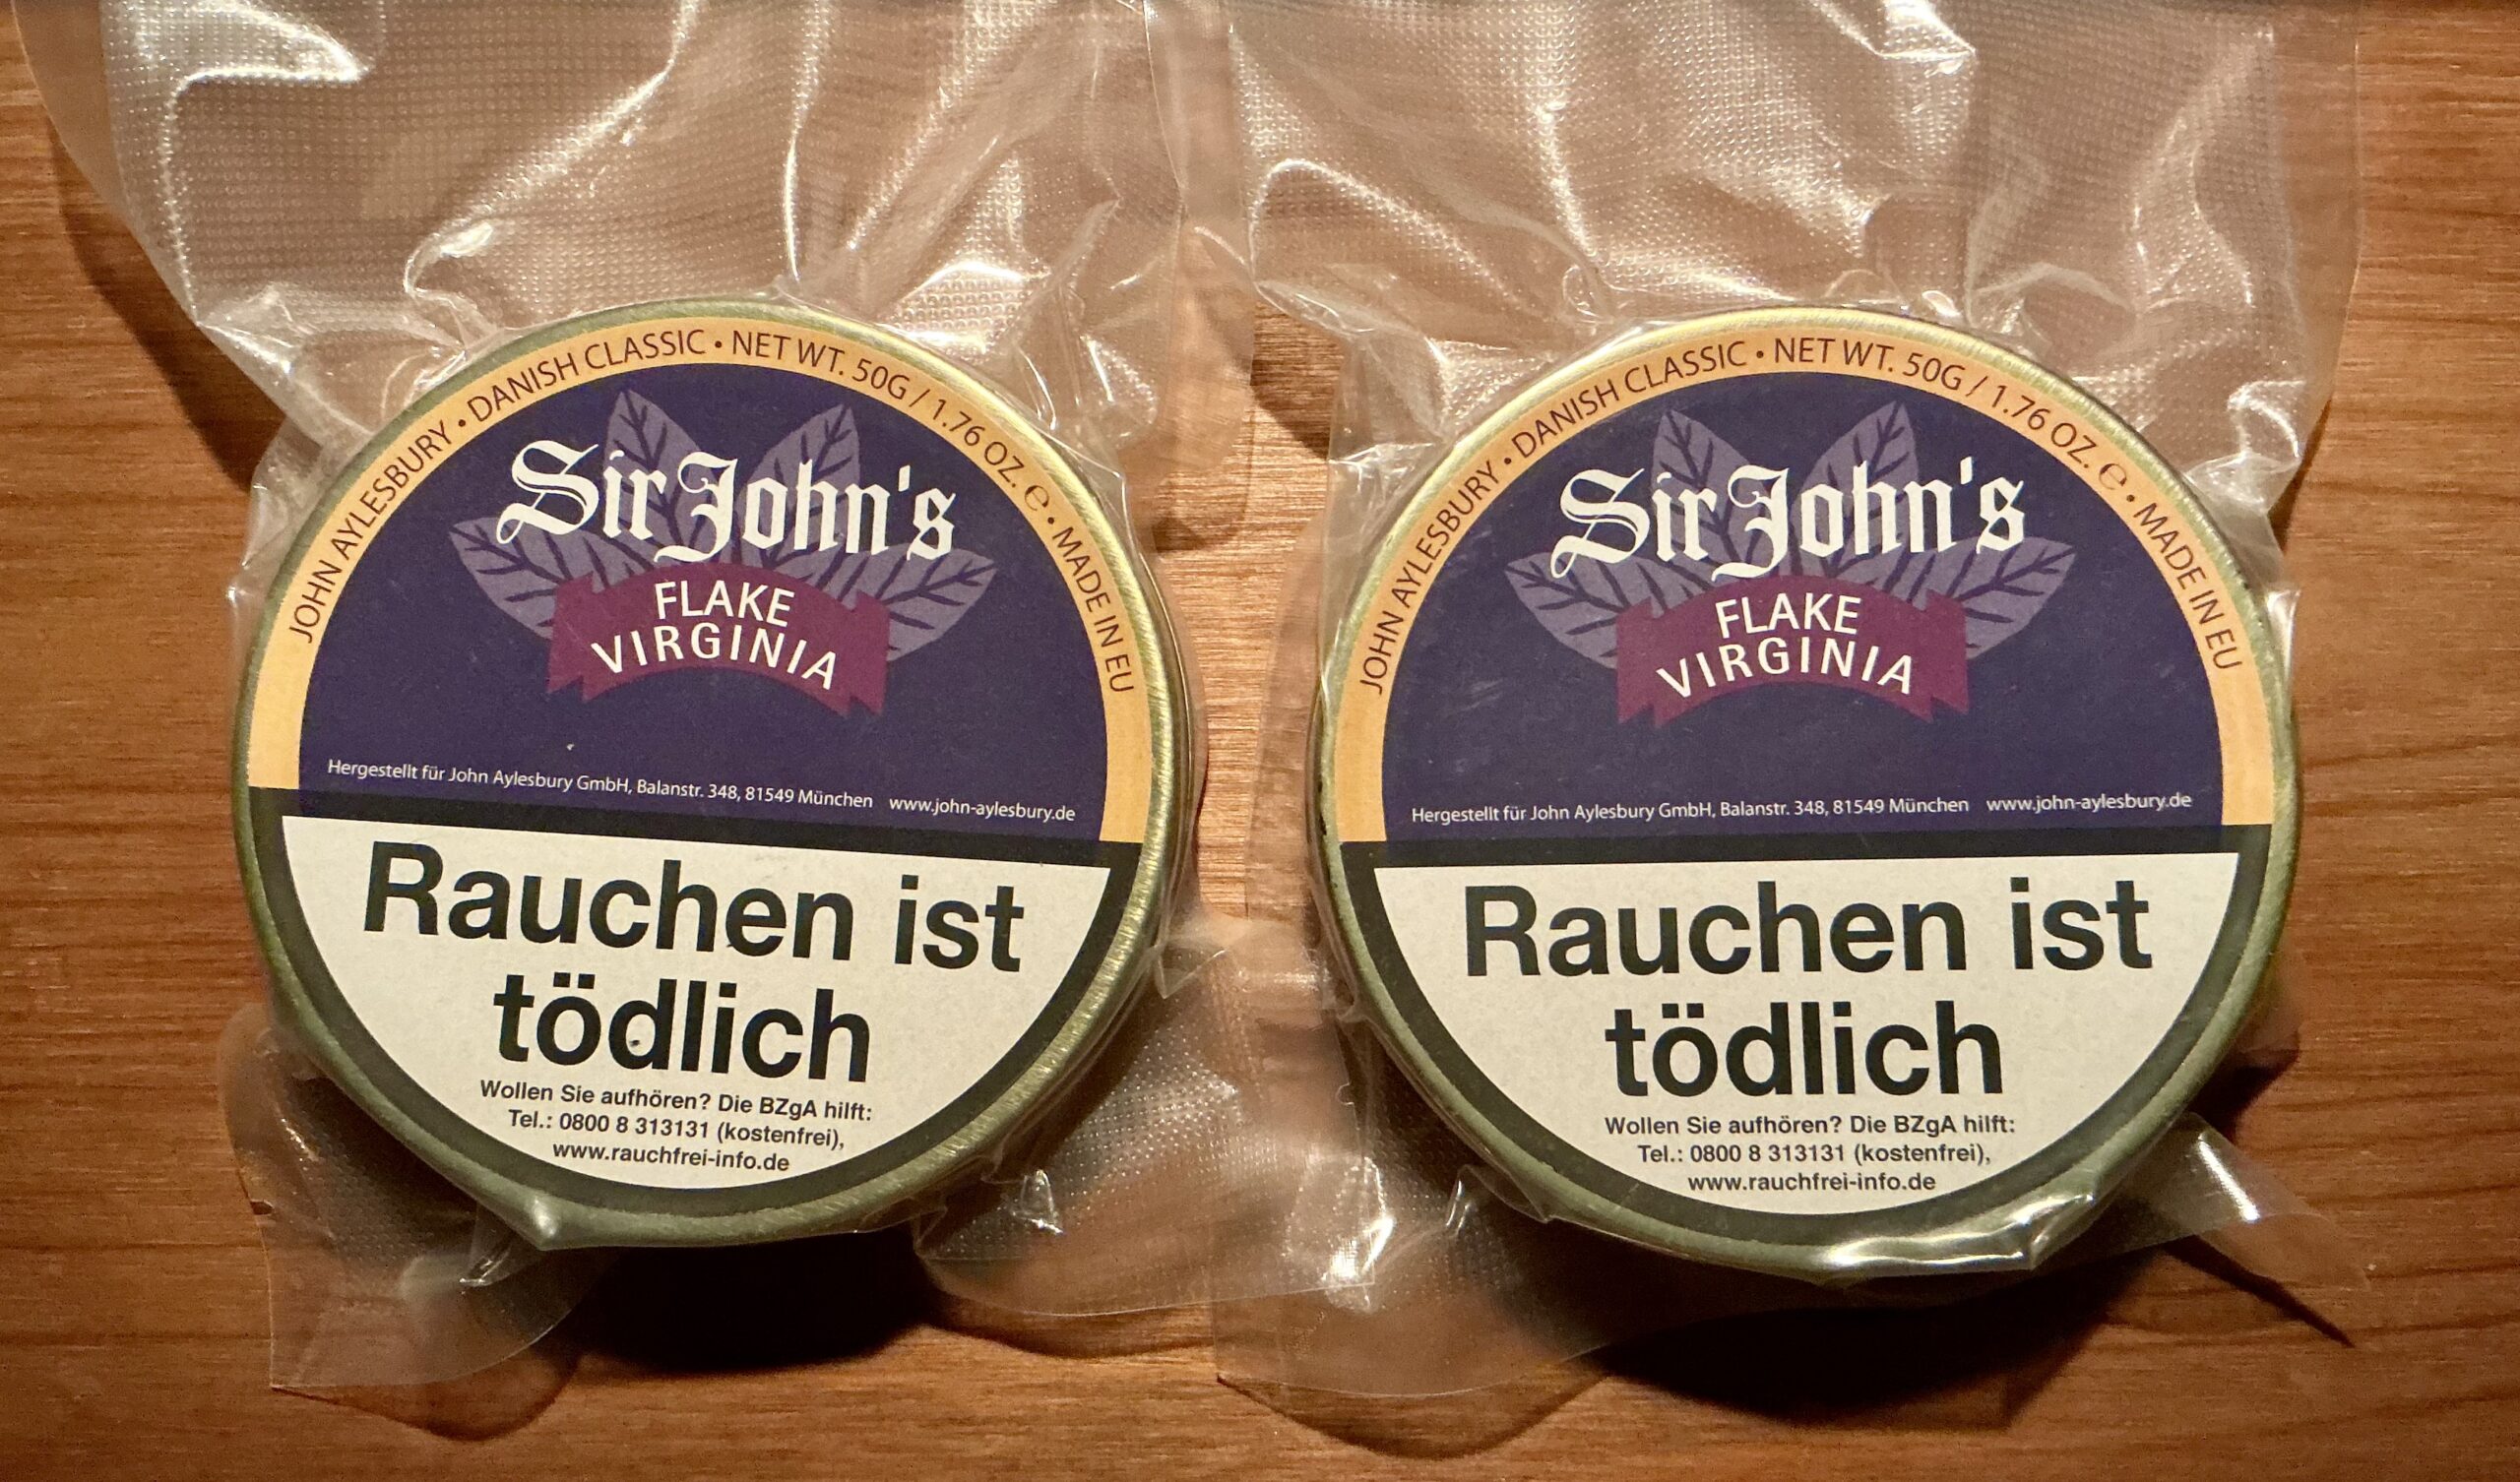 JOHN AYLESBURY • DANISH CLASSIC • NET WT. 50G / 1.76 OZ. ℮ • MADE IN EU
Sir John's
FLAKE
VIRGINIA
Hergestellt für John Aylesbury GmbH, Balanstr. 348, 81549 München www.john-aylesbury.de
Rauchen ist
tödlich
Wollen Sie aufhören? Die BZgA hilft:
Tel.: 0800 8 313131 (kostenfrei),
www.rauchfrei-info.de
JOHN AYLESBURY • DANISH CLASSIC • NET WT. 50G / 1.76 OZ. ℮ • MADE IN EU
Sir John's
FLAKE
VIRGINIA
Hergestellt für John Aylesbury GmbH, Balanstr. 348, 81549 München www.john-aylesbury.de
Rauchen ist
tödlich
Wollen Sie aufhören? Die BZgA hilft:
Tel.: 0800 8 313131 (kostenfrei),
www.rauchfrei-info.de